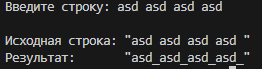 Введите строку: asd asd asd asd
Исходная строка: "asd asd asd asd "
Результат: "asd_asd_asd_asd_"